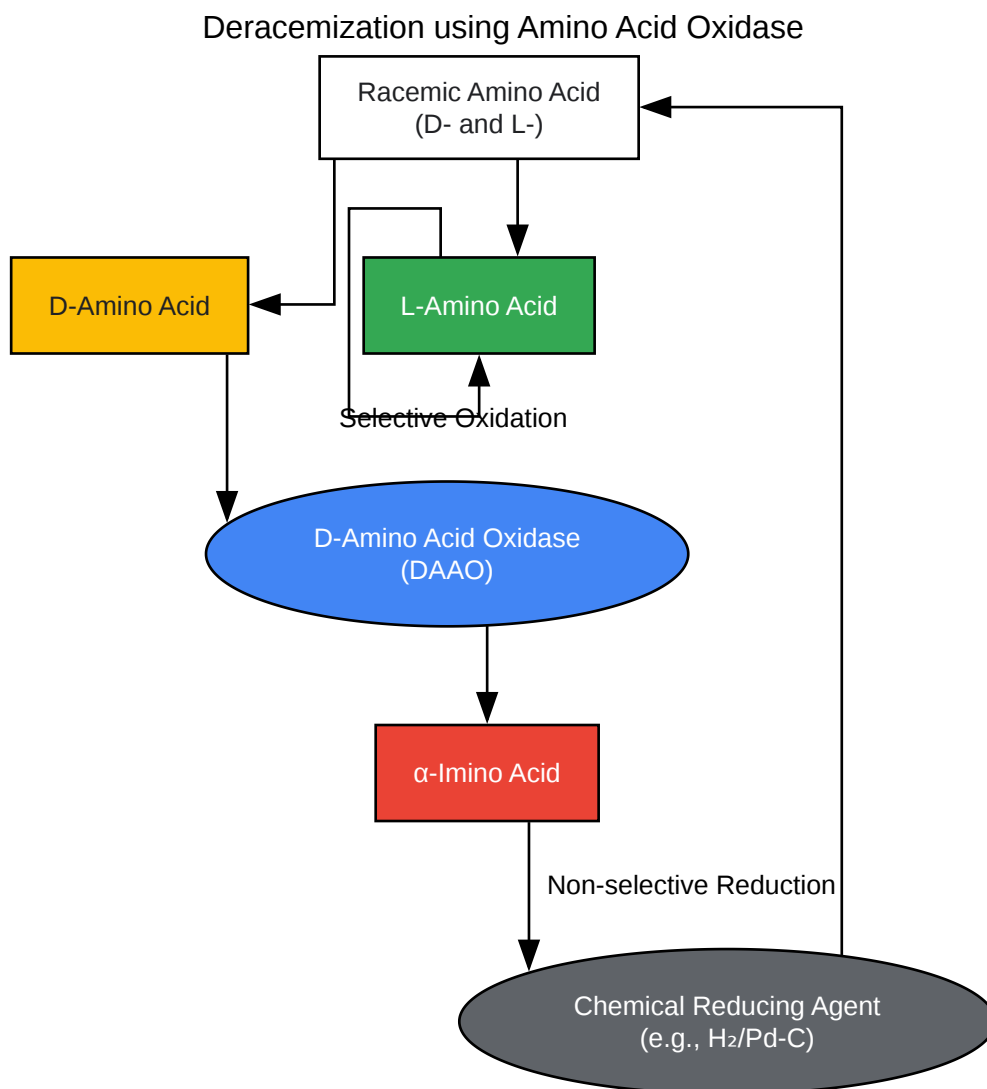 Deracemization using Amino Acid Oxidase
Racemic Amino Acid
(D- and L-)
D-Amino Acid
L-Amino Acid
Selective Oxidation
D-Amino Acid Oxidase
(DAAO)
α-Imino Acid
Non-selective Reduction
Chemical Reducing Agent
(e.g., H₂/Pd-C)